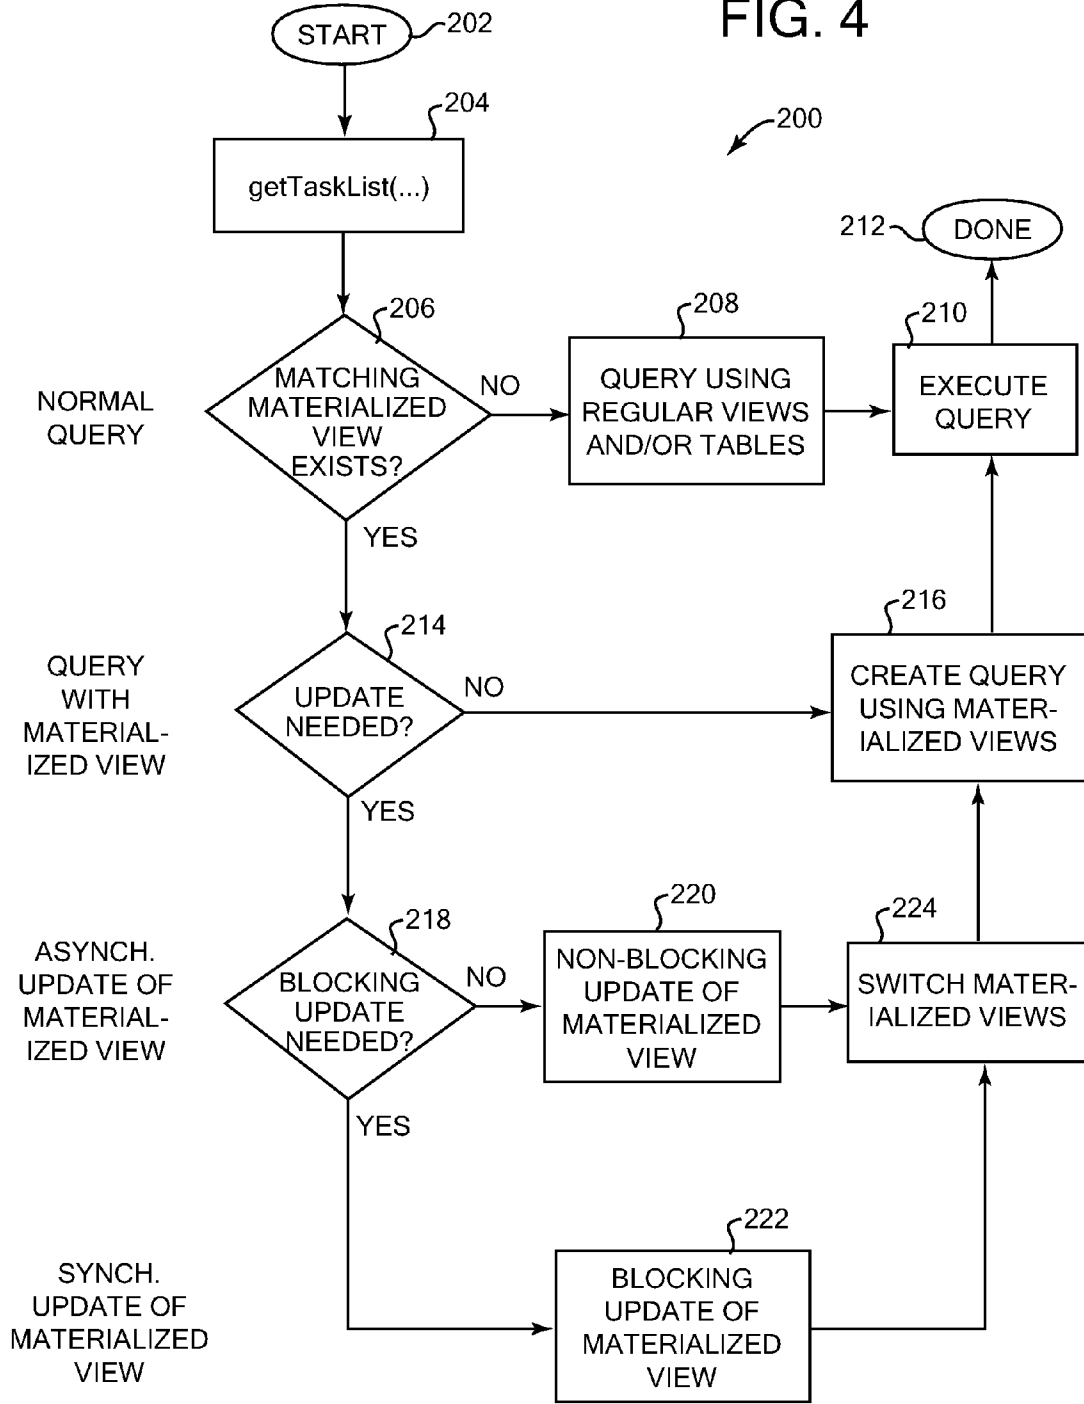 FIG. 4
START
202
204
200
getTaskList(...)
212
DONE
206
208
210
NORMAL
QUERY
MATCHING
MATERIALIZED
VIEW
EXISTS?
NO
QUERY USING
REGULAR VIEWS
AND/OR TABLES
EXECUTE
QUERY
YES
214
216
QUERY
WITH
MATERIAL-
IZED VIEW
UPDATE
NEEDED?
NO
CREATE QUERY
USING MATER-
IALIZED VIEWS
YES
218
220
224
ASYNCH.
UPDATE OF
MATERIAL-
IZED VIEW
BLOCKING
UPDATE
NEEDED?
NO
NON-BLOCKING
UPDATE OF
MATERIALIZED
VIEW
SWITCH MATER-
IALIZED VIEWS
YES
222
SYNCH.
UPDATE OF
MATERIALIZED
VIEW
BLOCKING
UPDATE OF
MATERIALIZED
VIEW